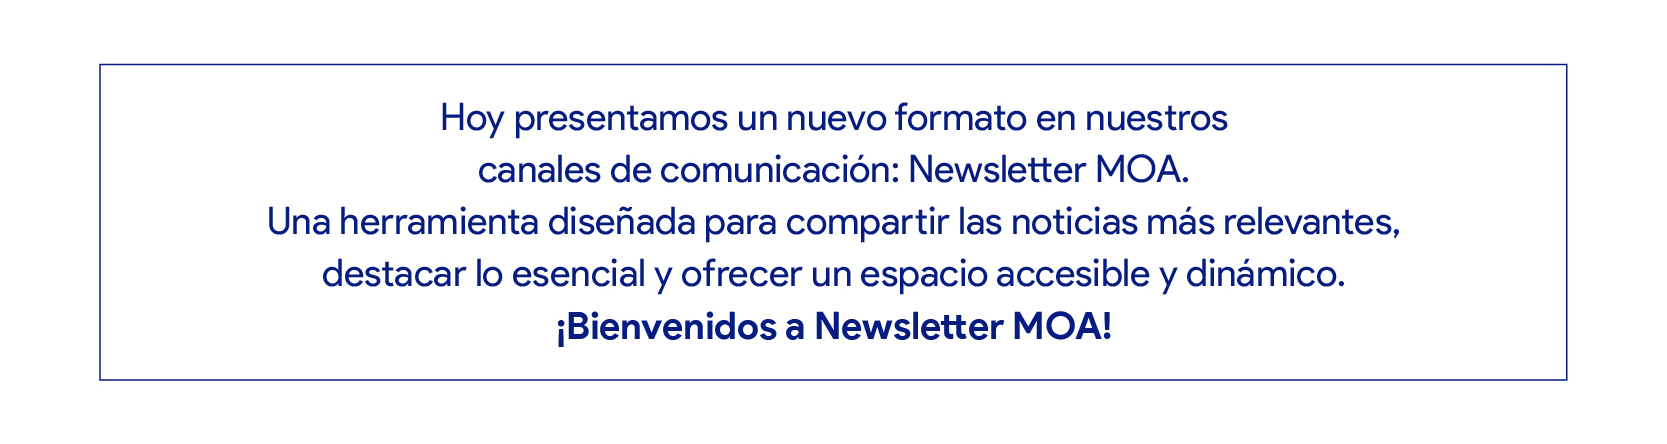 Hoy presentamos un nuevo formato en nuestros
canales de comunicación: Newsletter MOA.
Una herramienta diseñada para compartir las noticias más relevantes,
destacar lo esencial y ofrecer un espacio accesible y dinámico.
¡Bienvenidos a Newsletter MOA!